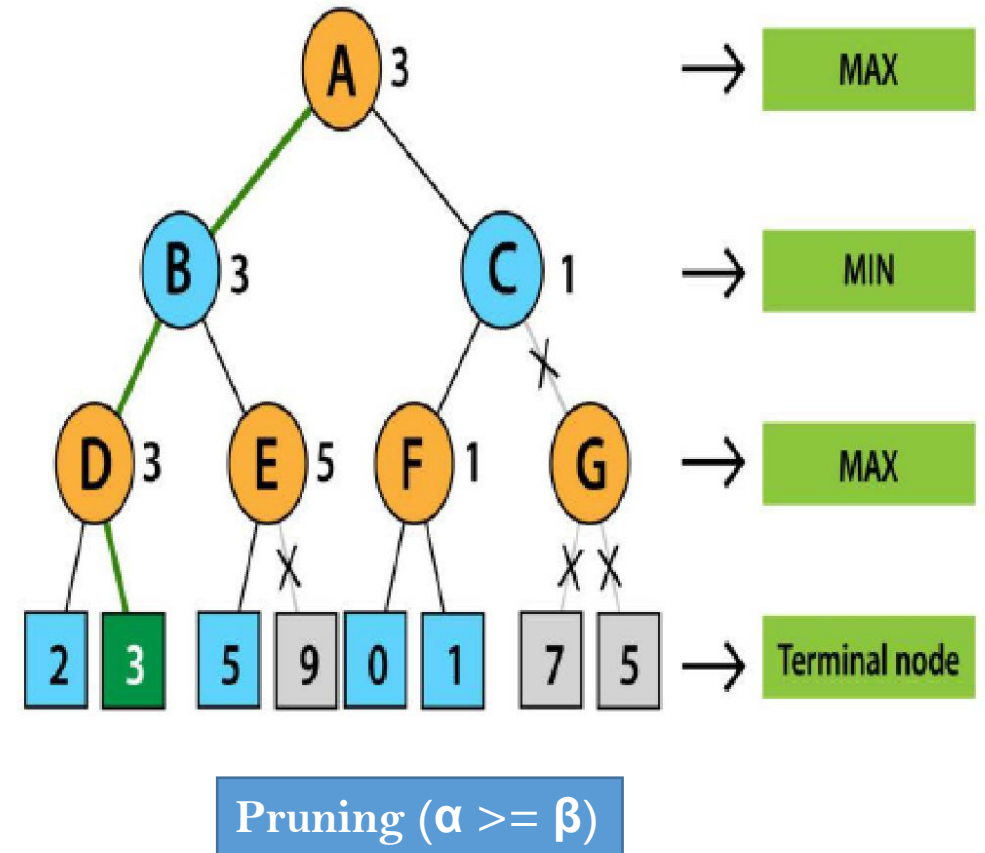 A 3 → MAX
B 3 C 1 → MIN
X
D 3 E 5 F 1 G → MAX
X X X
2 3 5 9 0 1 7 5 → Terminal node
Pruning (α >= β)